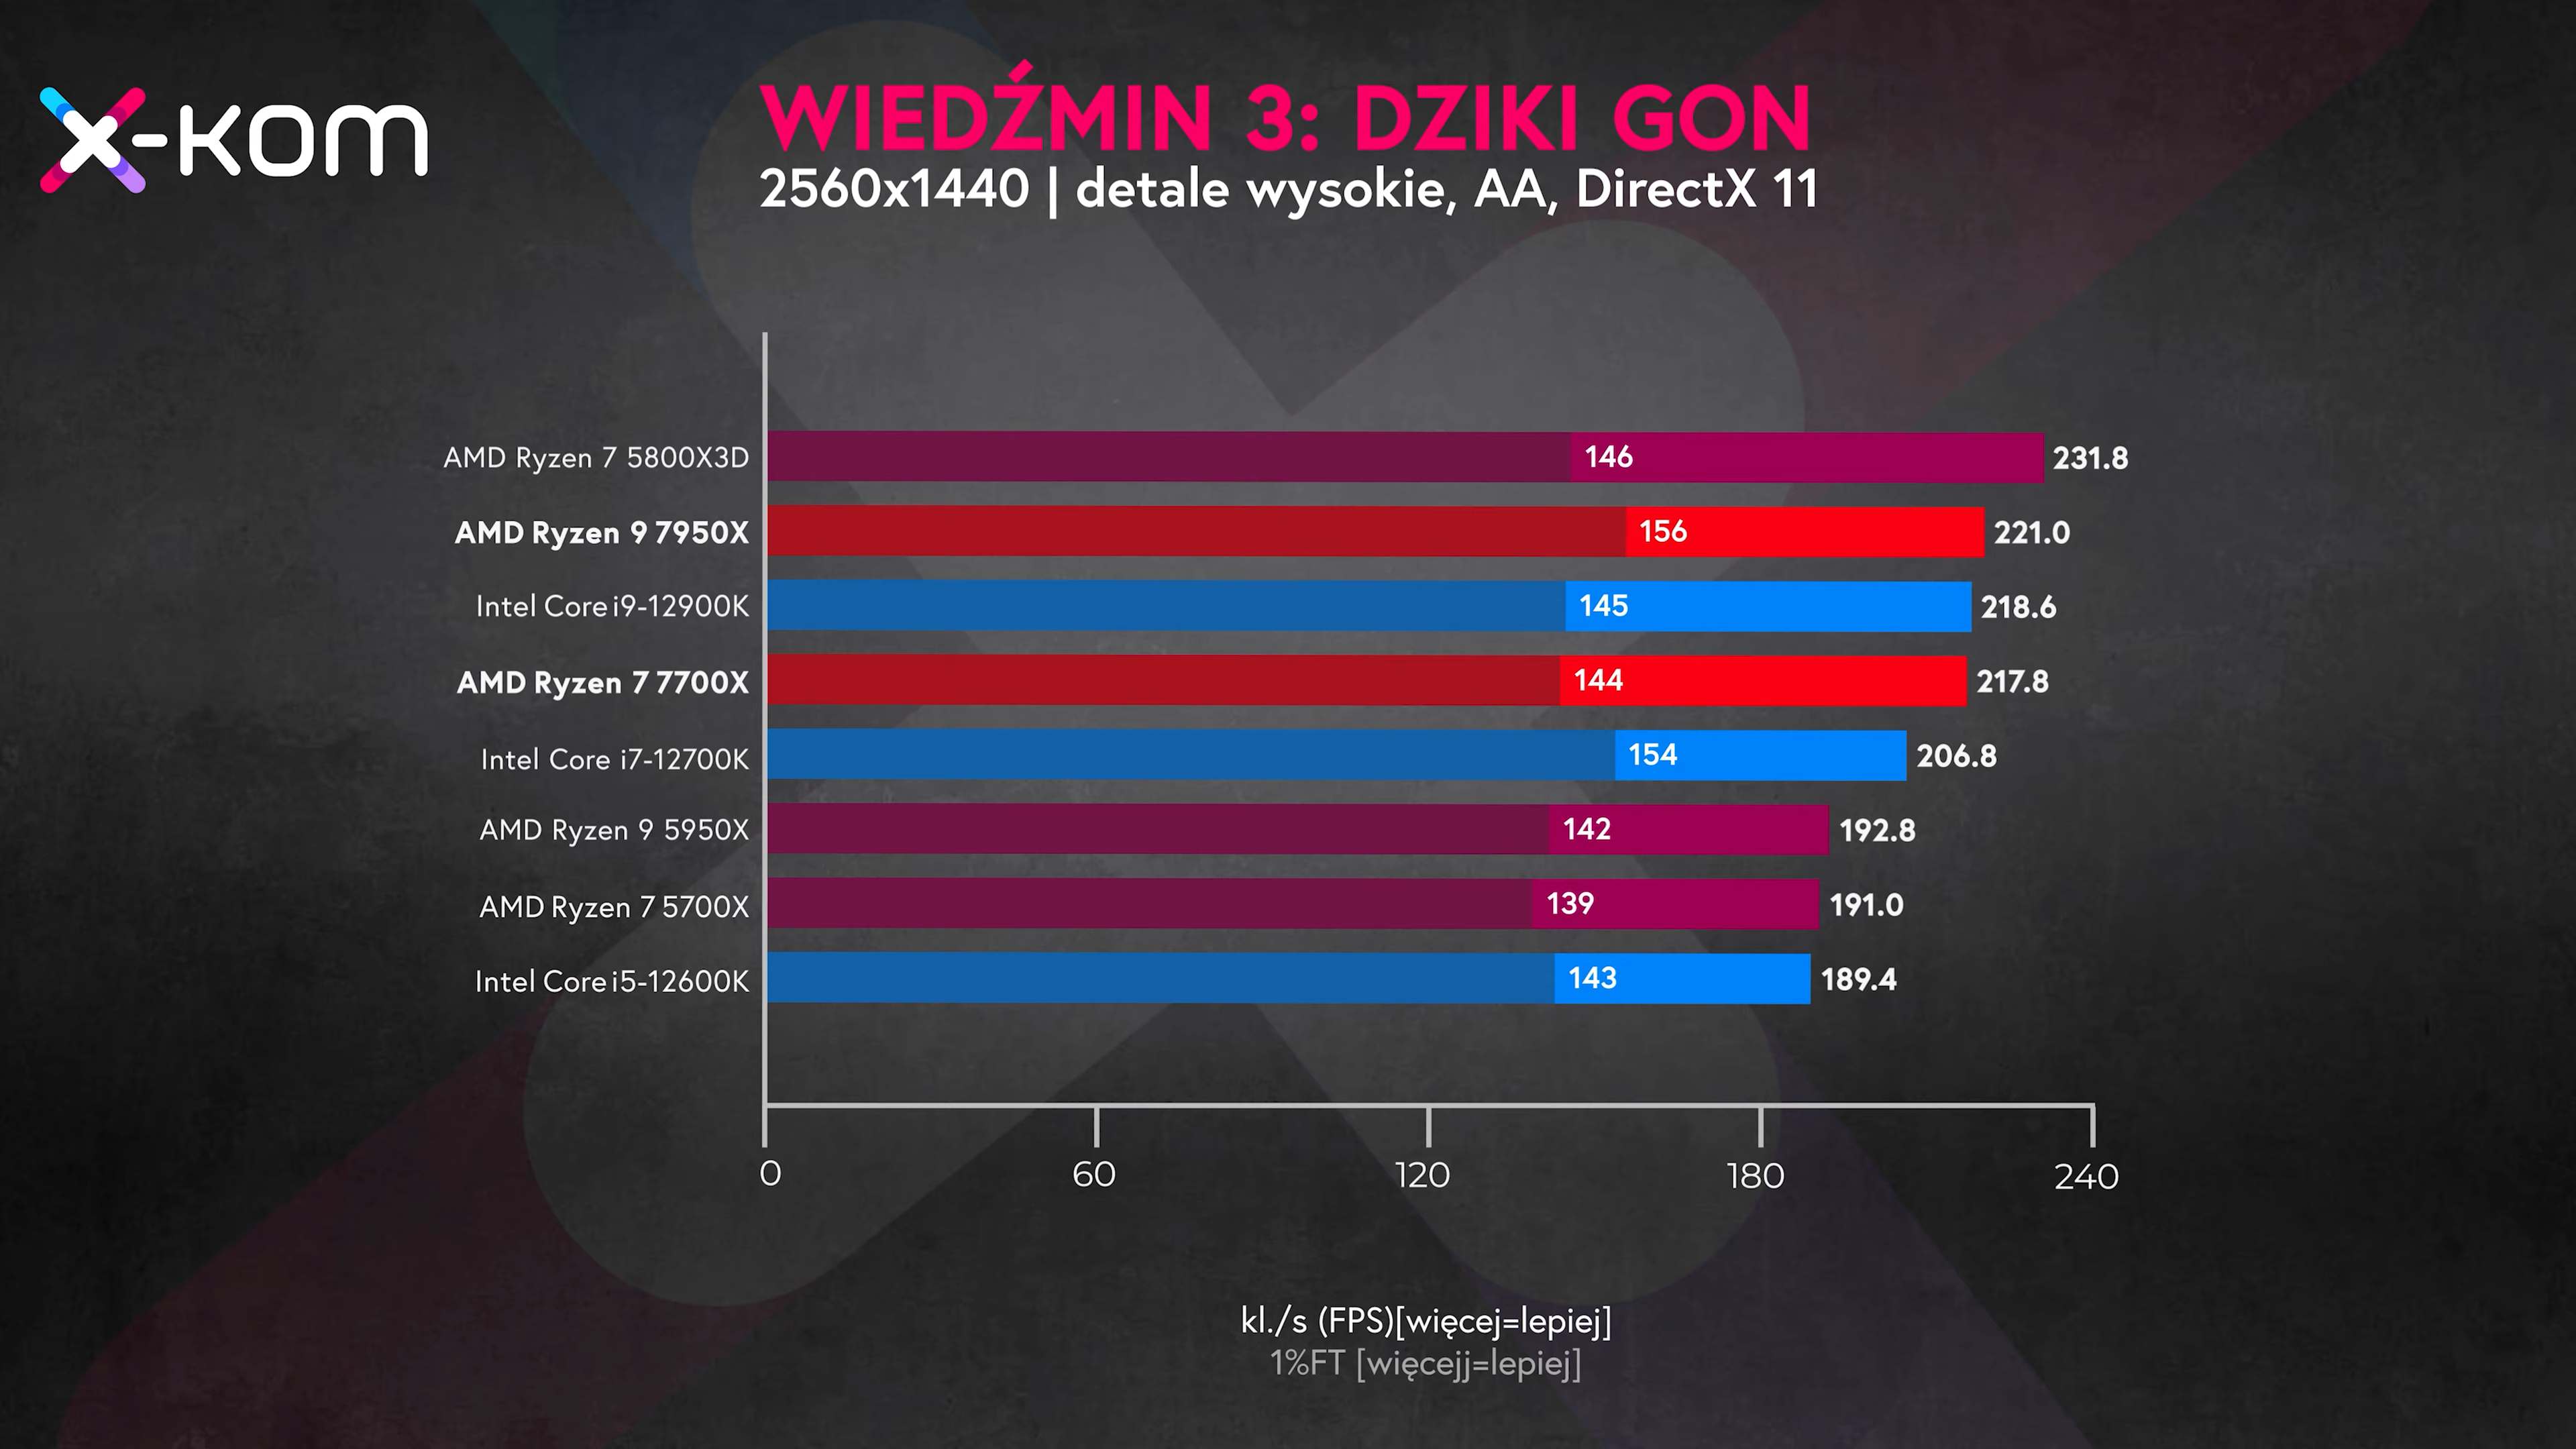 x-kom
WIEDŹMIN 3: DZIKI GON
2560x1440 | detale wysokie, AA, DirectX 11
AMD Ryzen 7 5800X3D 146 231.8
AMD Ryzen 9 7950X 156 221.0
Intel Core i9-12900K 145 218.6
AMD Ryzen 7 7700X 144 217.8
Intel Core i7-12700K 154 206.8
AMD Ryzen 9 5950X 142 192.8
AMD Ryzen 7 5700X 139 191.0
Intel Core i5-12600K 143 189.4
0 60 120 180 240
kl./s (FPS)[więcej=lepiej]
1%FT [więcejj=lepiej]